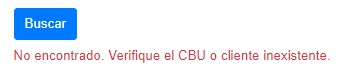 Buscar
No encontrado. Verifique el CBU o cliente inexistente.